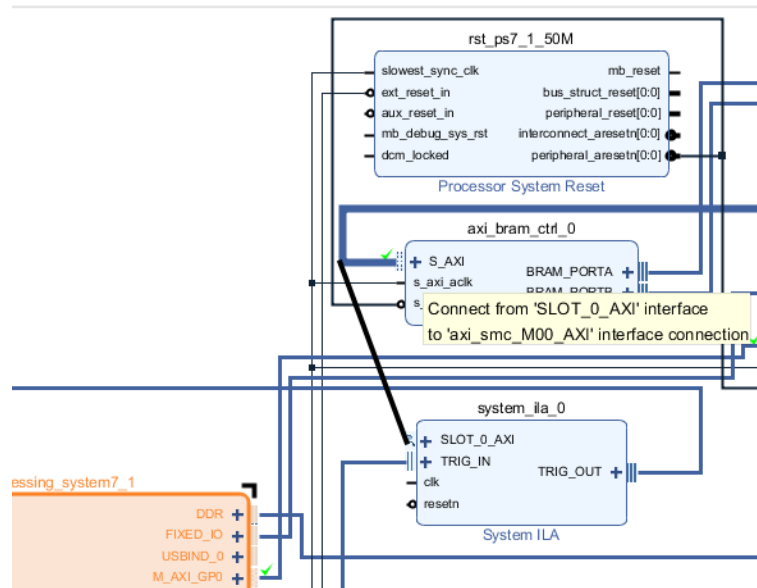 rst_ps7_1_50M
slowest_sync_clk
mb_reset
ext_reset_in
bus_struct_reset[0:0]
aux_reset_in
peripheral_reset[0:0]
mb_debug_sys_rst
interconnect_aresetn[0:0]
dcm_locked
peripheral_aresetn[0:0]
Processor System Reset
axi_bram_ctrl_0
S_AXI
BRAM_PORTA
s_axi_aclk
BRAM_PORTB
Connect from 'SLOT_0_AXI' interface
to 'axi_smc_M00_AXI' interface connection
system_ila_0
SLOT_0_AXI
TRIG_IN
TRIG_OUT
clk
resetn
System ILA
essing_system7_1
DDR
FIXED_IO
USBIND_0
M_AXI_GP0